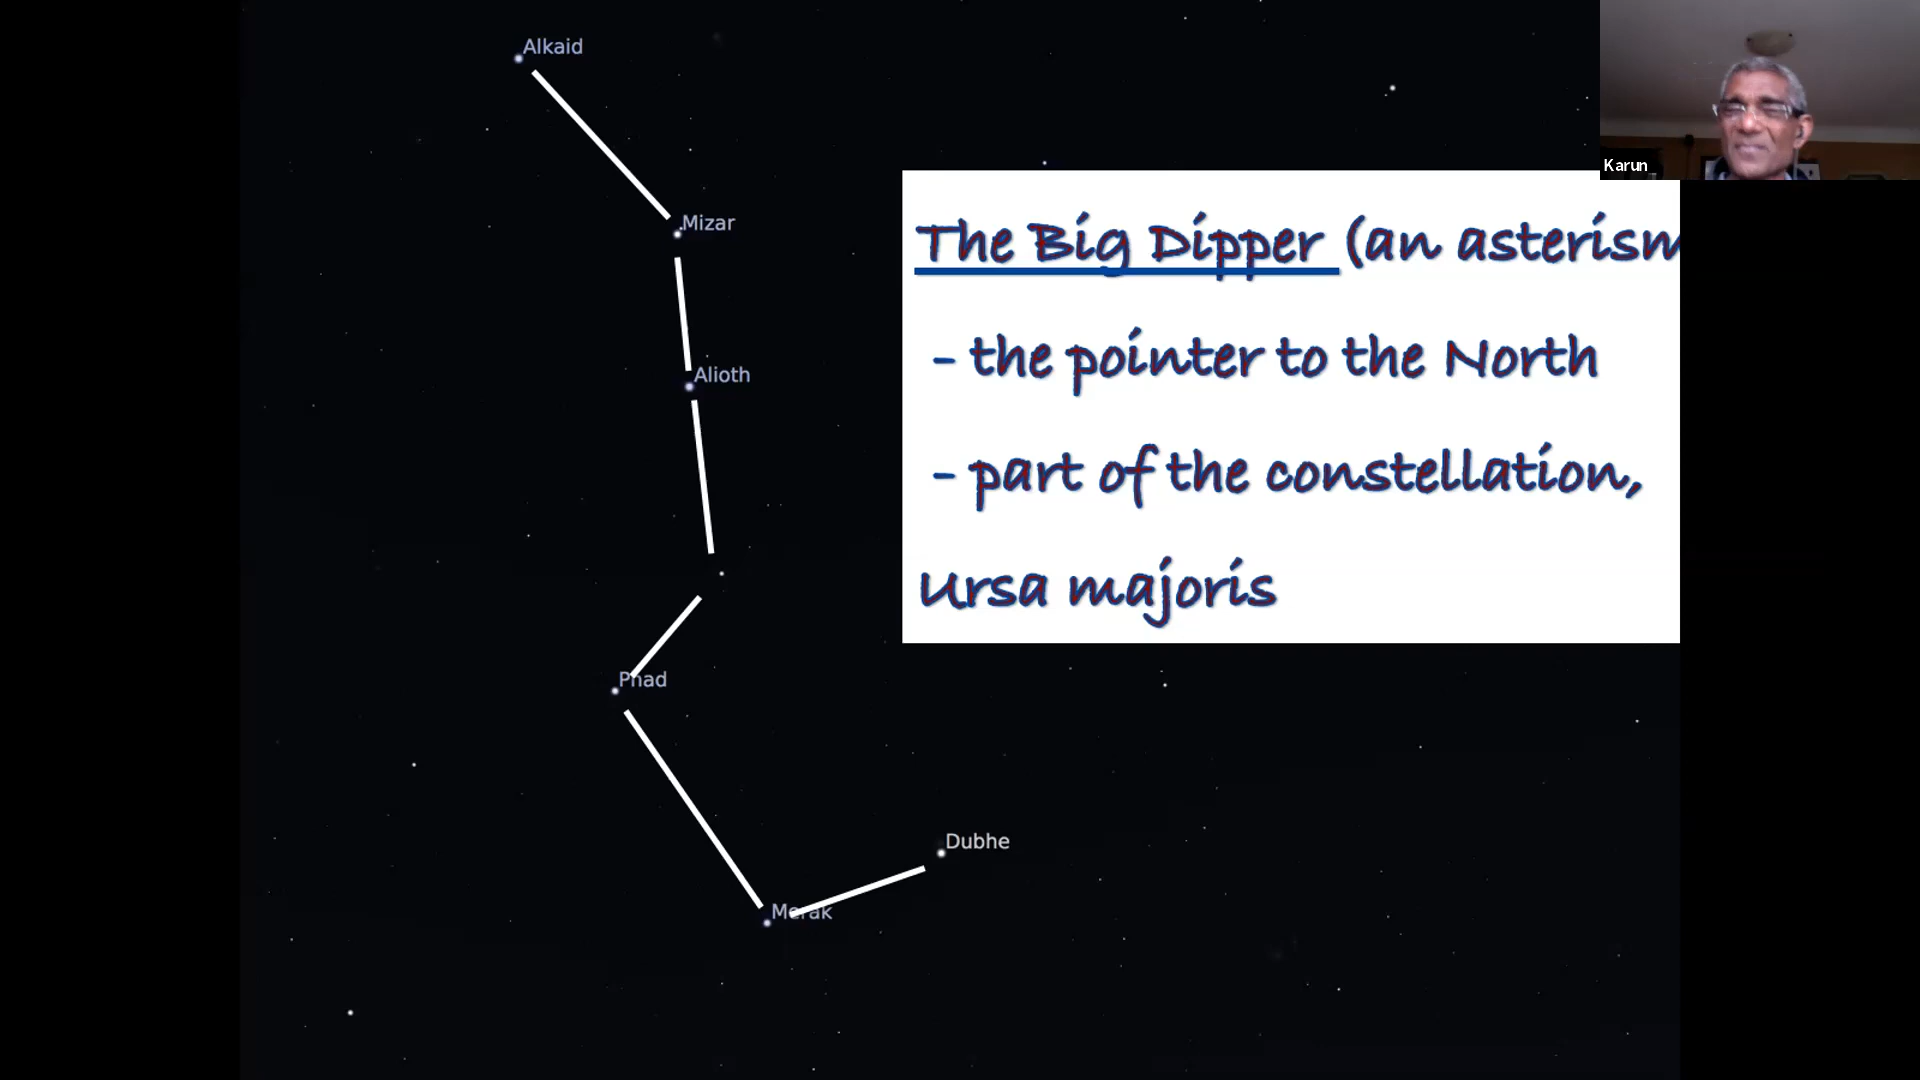 Alkaid
Mizar
Alioth
Phad
Merak
Dubhe
The Big Dipper (an asterism
- the pointer to the North
- part of the constellation,
Ursa majoris
Karun